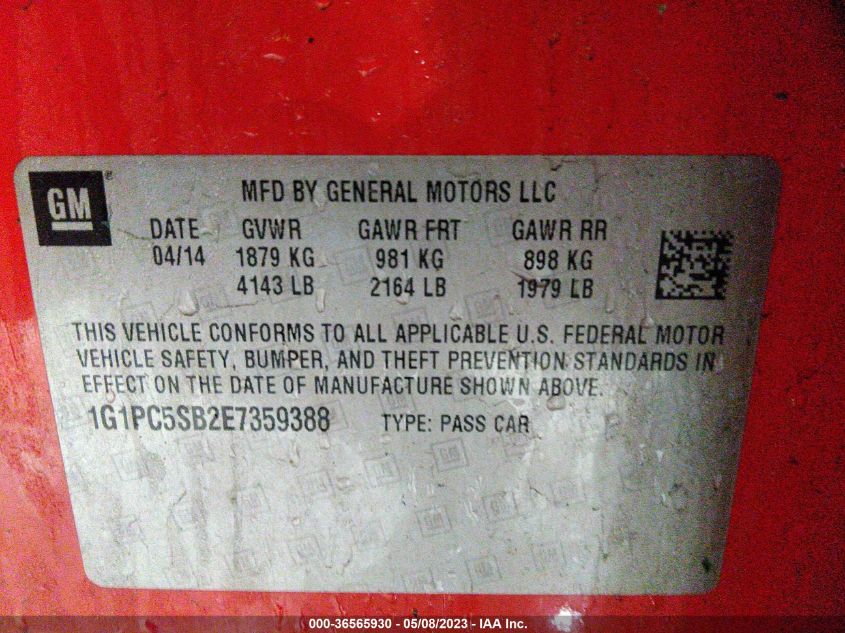 GM
MFD BY GENERAL MOTORS LLC
DATE GVWR GAWR FRT GAWR RR
04/14 1879 KG 981 KG 898 KG
4143 LB 2164 LB 1979 LB
THIS VEHICLE CONFORMS TO ALL APPLICABLE U.S. FEDERAL MOTOR
VEHICLE SAFETY, BUMPER, AND THEFT PREVENTION STANDARDS IN
EFFECT ON THE DATE OF MANUFACTURE SHOWN ABOVE.
1G1PC5SB2E7359388 TYPE: PASS CAR
000-36565930 - 05/08/2023 - IAA Inc.